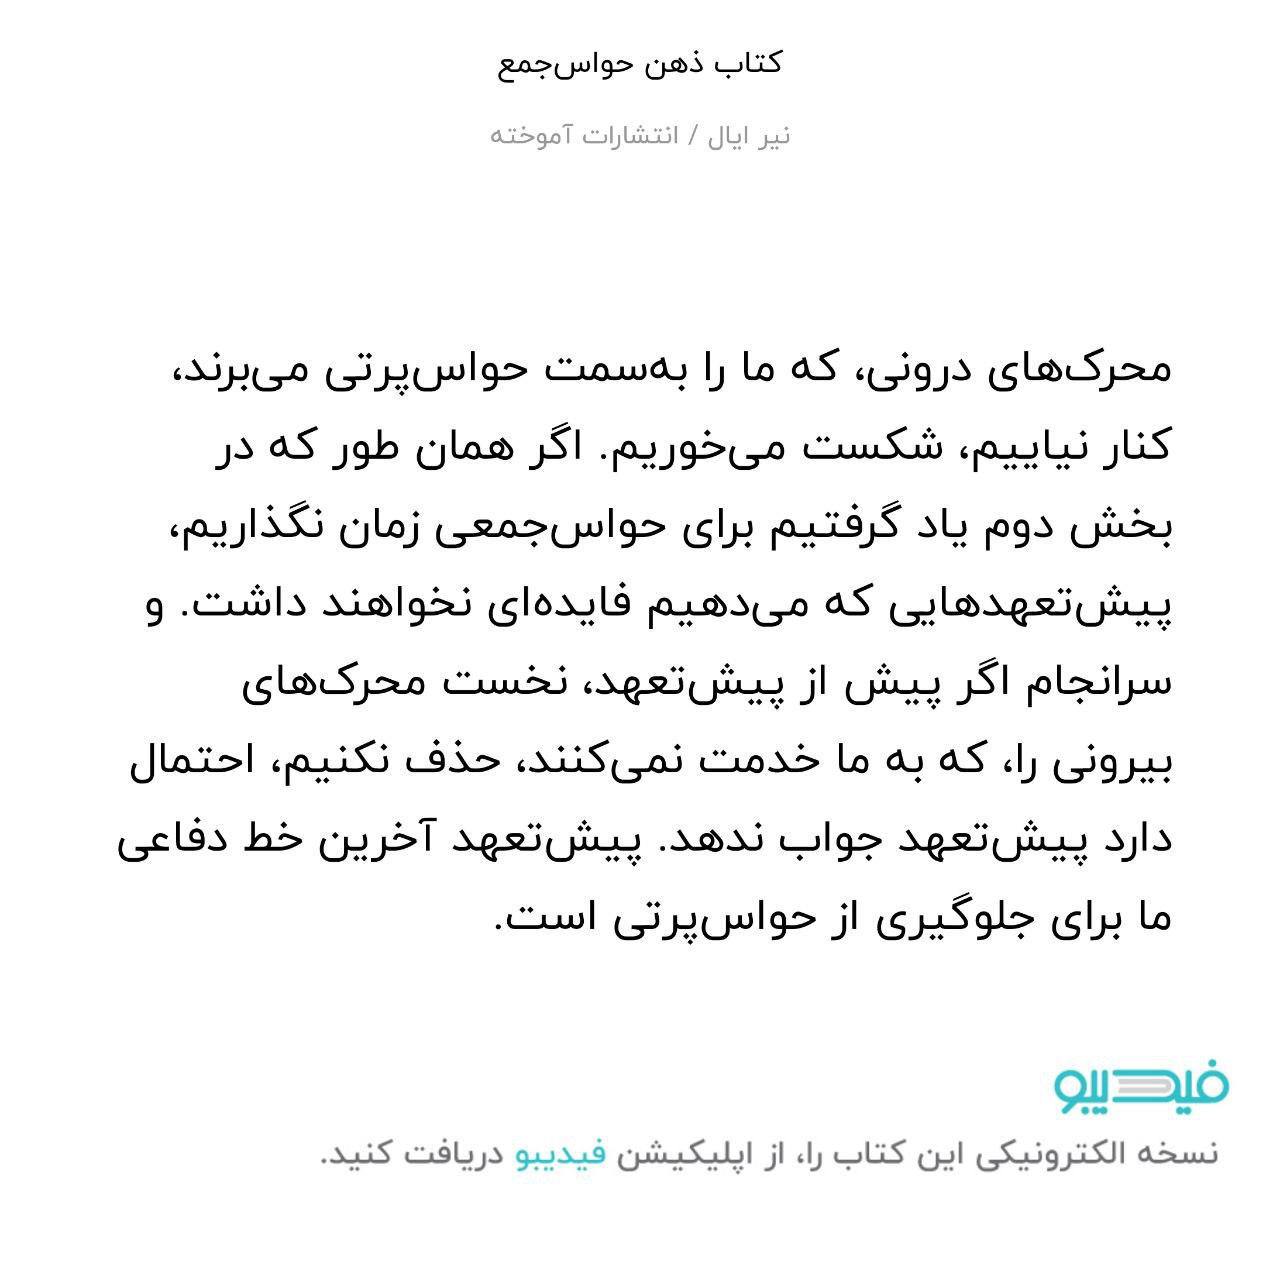 کتاب ذهن حواس‌جمع
نیر ایال / انتشارات آموخته
محرک‌های درونی، که ما را به‌سمت حواس‌پرتی می‌برند،
کنار نیاییم، شکست می‌خوریم. اگر همان طور که در
بخش دوم یاد گرفتیم برای حواس‌جمعی زمان نگذاریم،
پیش‌تعهدهایی که می‌دهیم فایده‌ای نخواهند داشت. و
سرانجام اگر پیش از پیش‌تعهد، نخست محرک‌های
بیرونی را، که به ما خدمت نمی‌کنند، حذف نکنیم، احتمال
دارد پیش‌تعهد جواب ندهد. پیش‌تعهد آخرین خط دفاعی
ما برای جلوگیری از حواس‌پرتی است.
فیدیبو
نسخه الکترونیکی این کتاب را، از اپلیکیشن فیدیبو دریافت کنید.